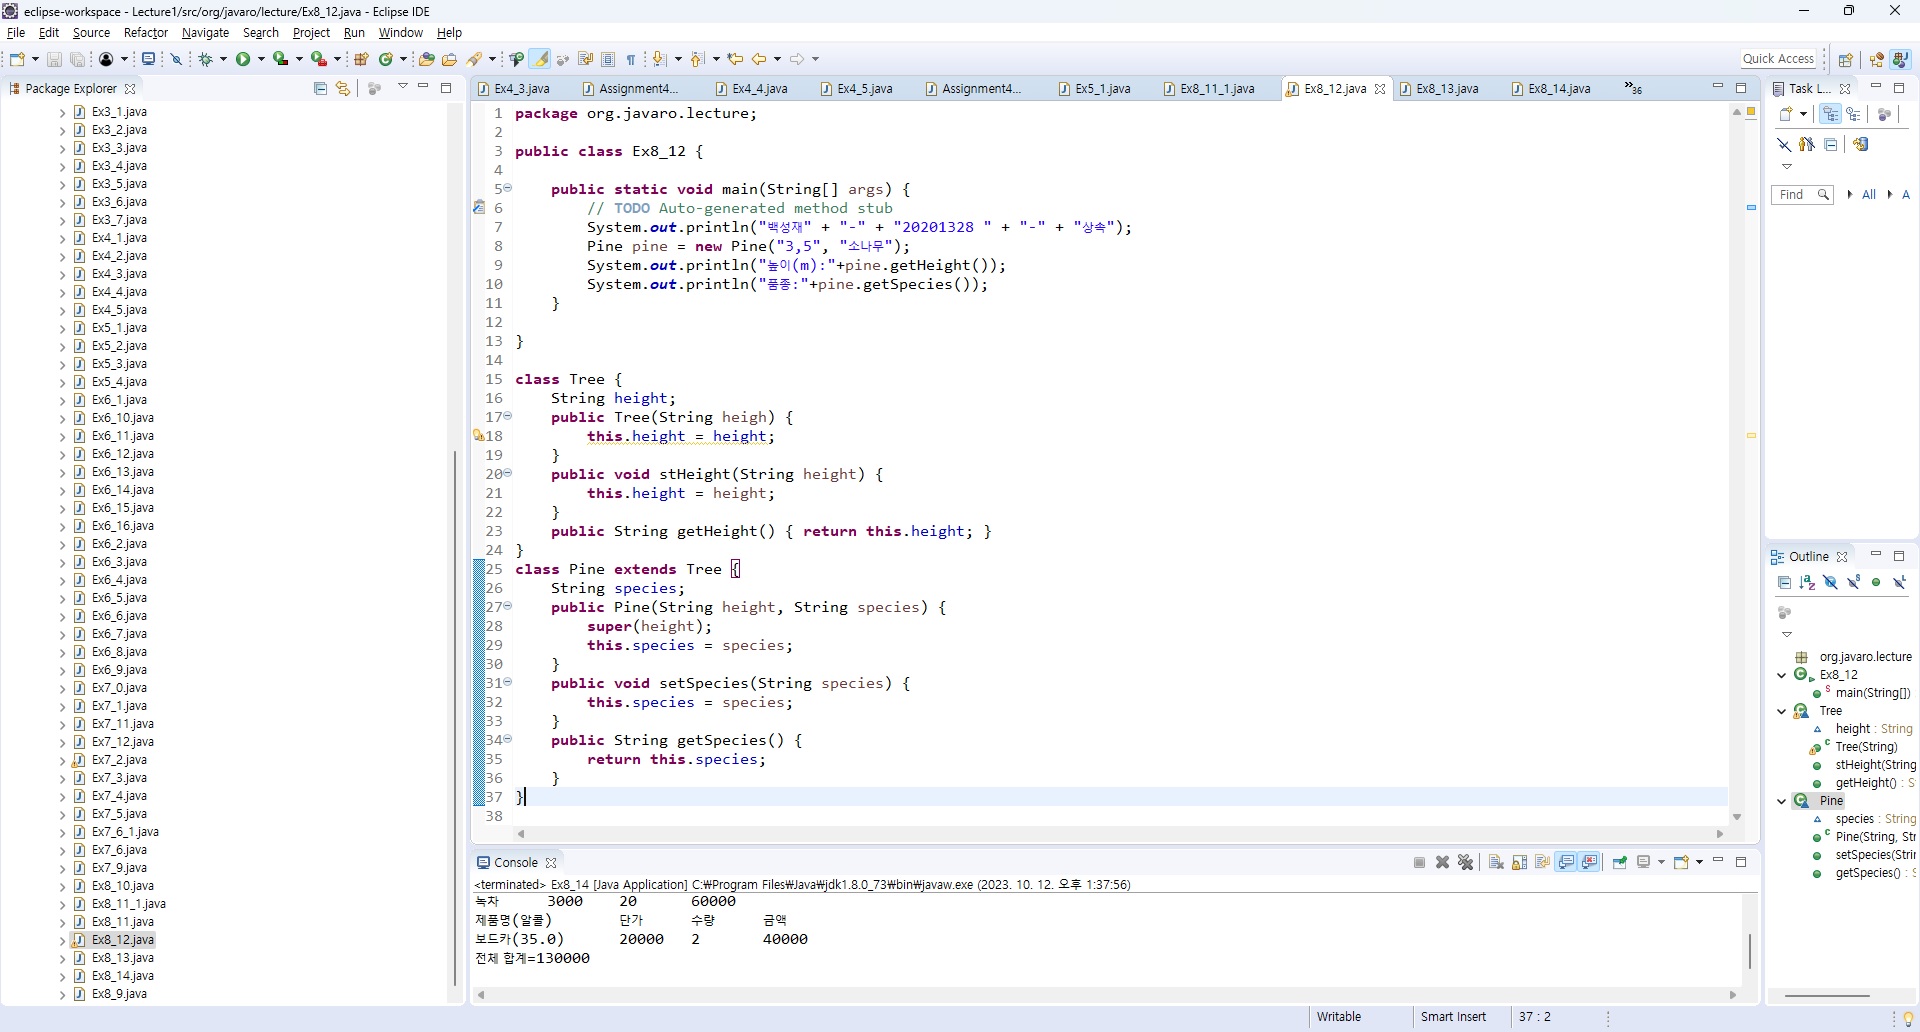 eclipse-workspace - Lecture1/src/org/javaro/lecture/Ex8_12.java - Eclipse IDE
File Edit Source Refactor Navigate Search Project Run Window Help
Quick Access
Package Explorer
Ex3_1.java
Ex3_2.java
Ex3_3.java
Ex3_4.java
Ex3_5.java
Ex3_6.java
Ex3_7.java
Ex4_1.java
Ex4_2.java
Ex4_3.java
Ex4_4.java
Ex4_5.java
Ex5_1.java
Ex5_2.java
Ex5_3.java
Ex5_4.java
Ex6_1.java
Ex6_10.java
Ex6_11.java
Ex6_12.java
Ex6_13.java
Ex6_14.java
Ex6_15.java
Ex6_16.java
Ex6_2.java
Ex6_3.java
Ex6_4.java
Ex6_5.java
Ex6_6.java
Ex6_7.java
Ex6_8.java
Ex6_9.java
Ex7_0.java
Ex7_1.java
Ex7_11.java
Ex7_12.java
Ex7_2.java
Ex7_3.java
Ex7_4.java
Ex7_5.java
Ex7_6_1.java
Ex7_6.java
Ex7_9.java
Ex8_10.java
Ex8_11_1.java
Ex8_11.java
Ex8_12.java
Ex8_13.java
Ex8_14.java
Ex8_9.java
Ex4_3.java Assignment4... Ex4_4.java Ex4_5.java Assignment4... Ex5_1.java Ex8_11_1.java Ex8_12.java Ex8_13.java Ex8_14.java »36
1 package org.javaro.lecture;
2
3 public class Ex8_12 {
4
5     public static void main(String[] args) {
6         // TODO Auto-generated method stub
7         System.out.println("백성재" + "-" + "20201328 " + "-" + "상속");
8         Pine pine = new Pine("3,5", "소나무");
9         System.out.println("높이(m):"+pine.getHeight());
10         System.out.println("품종:"+pine.getSpecies());
11     }
12
13 }
14
15 class Tree {
16     String height;
17     public Tree(String heigh) {
18         this.height = height;
19     }
20     public void stHeight(String height) {
21         this.height = height;
22     }
23     public String getHeight() { return this.height; }
24 }
25 class Pine extends Tree {
26     String species;
27     public Pine(String height, String species) {
28         super(height);
29         this.species = species;
30     }
31     public void setSpecies(String species) {
32         this.species = species;
33     }
34     public String getSpecies() {
35         return this.species;
36     }
37 }
38
Console
<terminated> Ex8_14 [Java Application] C:₩Program Files₩Java₩jdk1.8.0_73₩bin₩javaw.exe (2023. 10. 12. 오후 1:37:56)
녹차 3000 20 60000
제품명(알콜) 단가 수량 금액
보드카(35.0) 20000 2 40000
전체 합계=130000
Task L...
Find All A
Outline
org.javaro.lecture
Ex8_12
main(String[])
Tree
height : String
Tree(String)
stHeight(String
getHeight() : S
Pine
species : String
Pine(String, Str
setSpecies(Strin
getSpecies() : S
Writable Smart Insert 37 : 2